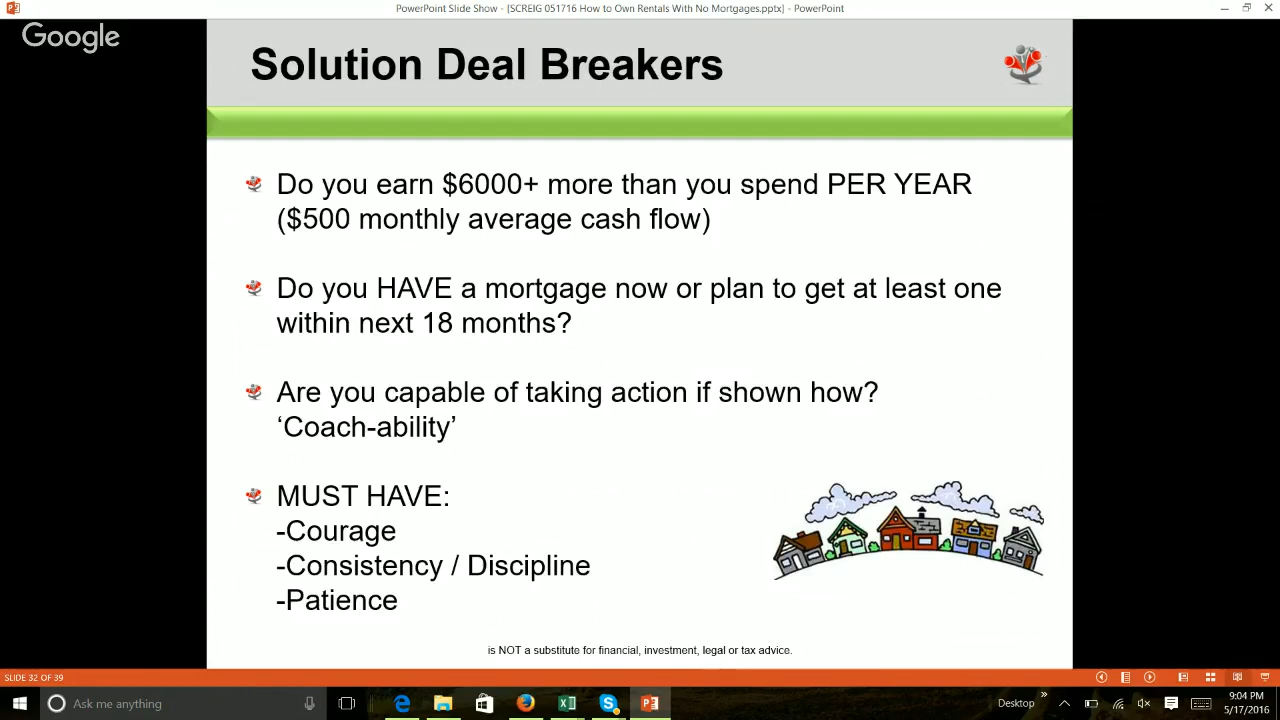 PowerPoint Slide Show - [SCREIG 051716 How to Own Rentals With No Mortgages.pptx] - PowerPoint
Google
Solution Deal Breakers
Do you earn $6000+ more than you spend PER YEAR
($500 monthly average cash flow)
Do you HAVE a mortgage now or plan to get at least one
within next 18 months?
Are you capable of taking action if shown how?
‘Coach-ability’
MUST HAVE:
-Courage
-Consistency / Discipline
-Patience
is NOT a substitute for financial, investment, legal or tax advice.
SLIDE 32 OF 39
Ask me anything
Desktop
9:04 PM
5/17/2016